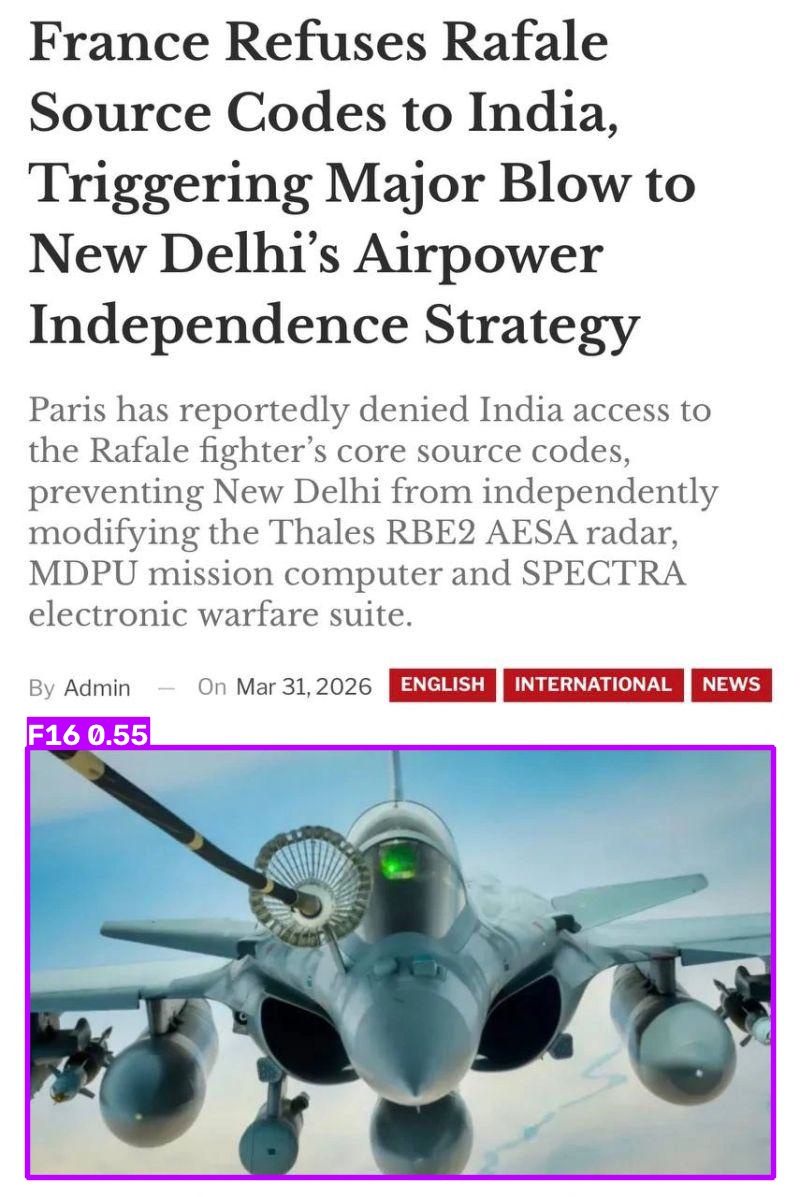 France Refuses Rafale
Source Codes to India,
Triggering Major Blow to
New Delhi’s Airpower
Independence Strategy
Paris has reportedly denied India access to
the Rafale fighter’s core source codes,
preventing New Delhi from independently
modifying the Thales RBE2 AESA radar,
MDPU mission computer and SPECTRA
electronic warfare suite.
By Admin — On Mar 31, 2026 ENGLISH INTERNATIONAL NEWS
F16 0.55